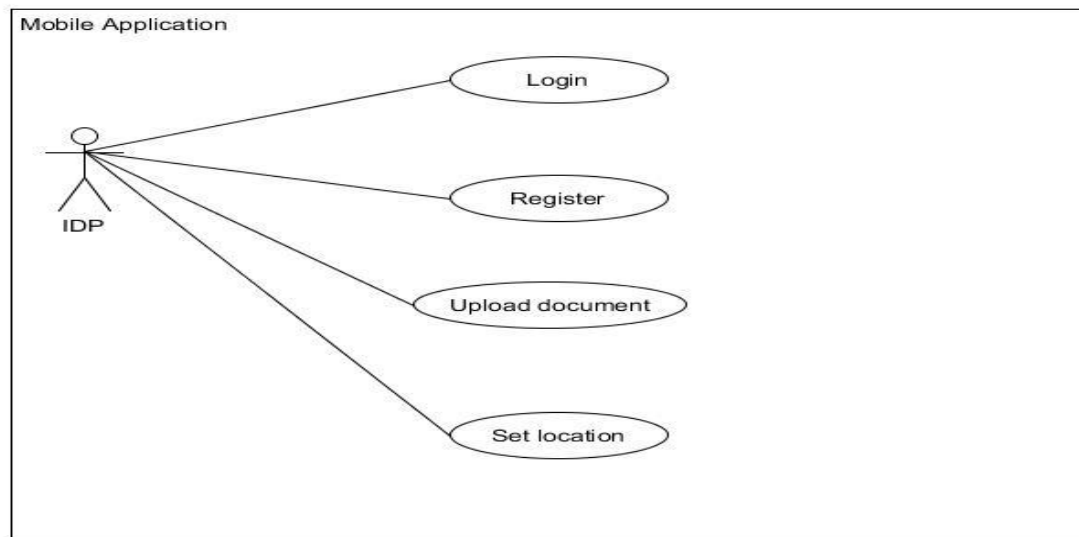 Mobile Application
Login
Register
IDP
Upload document
Set location